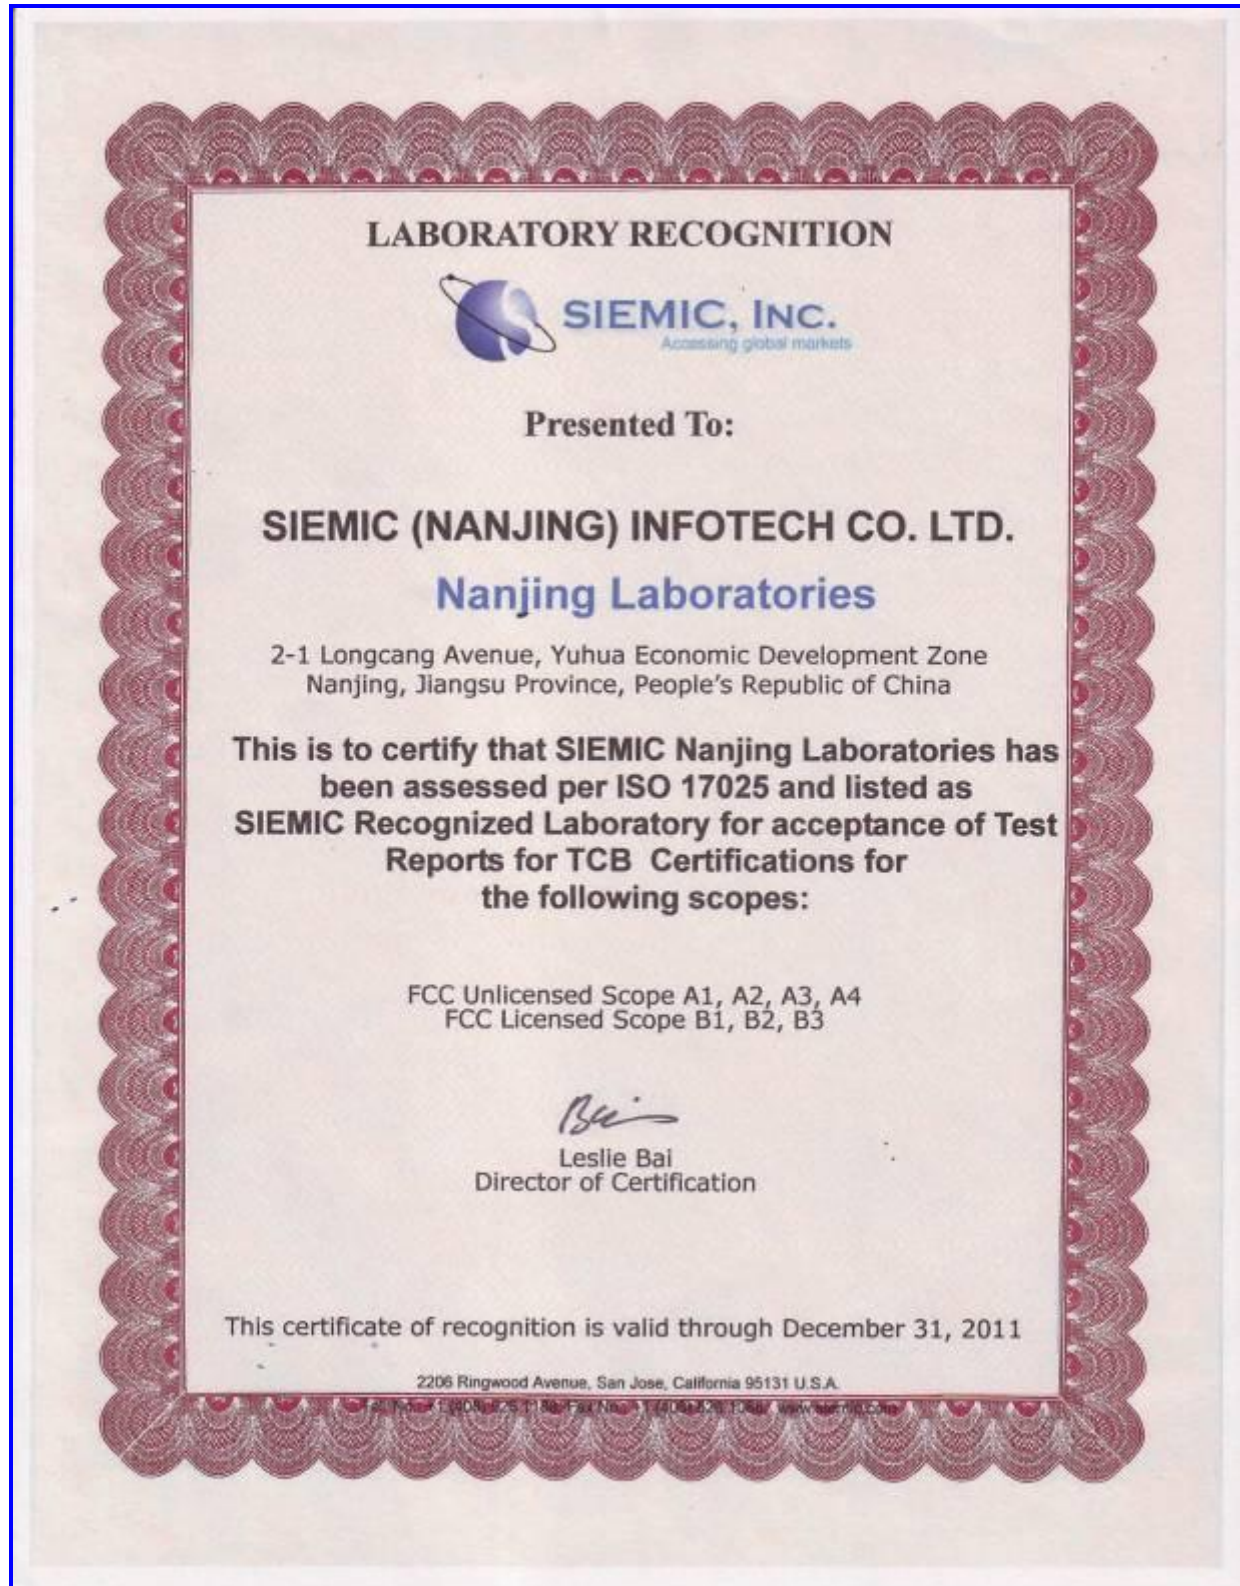 LABORATORY RECOGNITION
SIEMIC, INC.
Accessing global markets
Presented To:
SIEMIC (NANJING) INFOTECH CO. LTD.
Nanjing Laboratories
2-1 Longcang Avenue, Yuhua Economic Development Zone
Nanjing, Jiangsu Province, People's Republic of China
This is to certify that SIEMIC Nanjing Laboratories has
been assessed per ISO 17025 and listed as
SIEMIC Recognized Laboratory for acceptance of Test
Reports for TCB Certifications for
the following scopes:
FCC Unlicensed Scope A1, A2, A3, A4
FCC Licensed Scope B1, B2, B3
Leslie Bai
Director of Certification
This certificate of recognition is valid through December 31, 2011
2206 Ringwood Avenue, San Jose, California 95131 U.S.A.